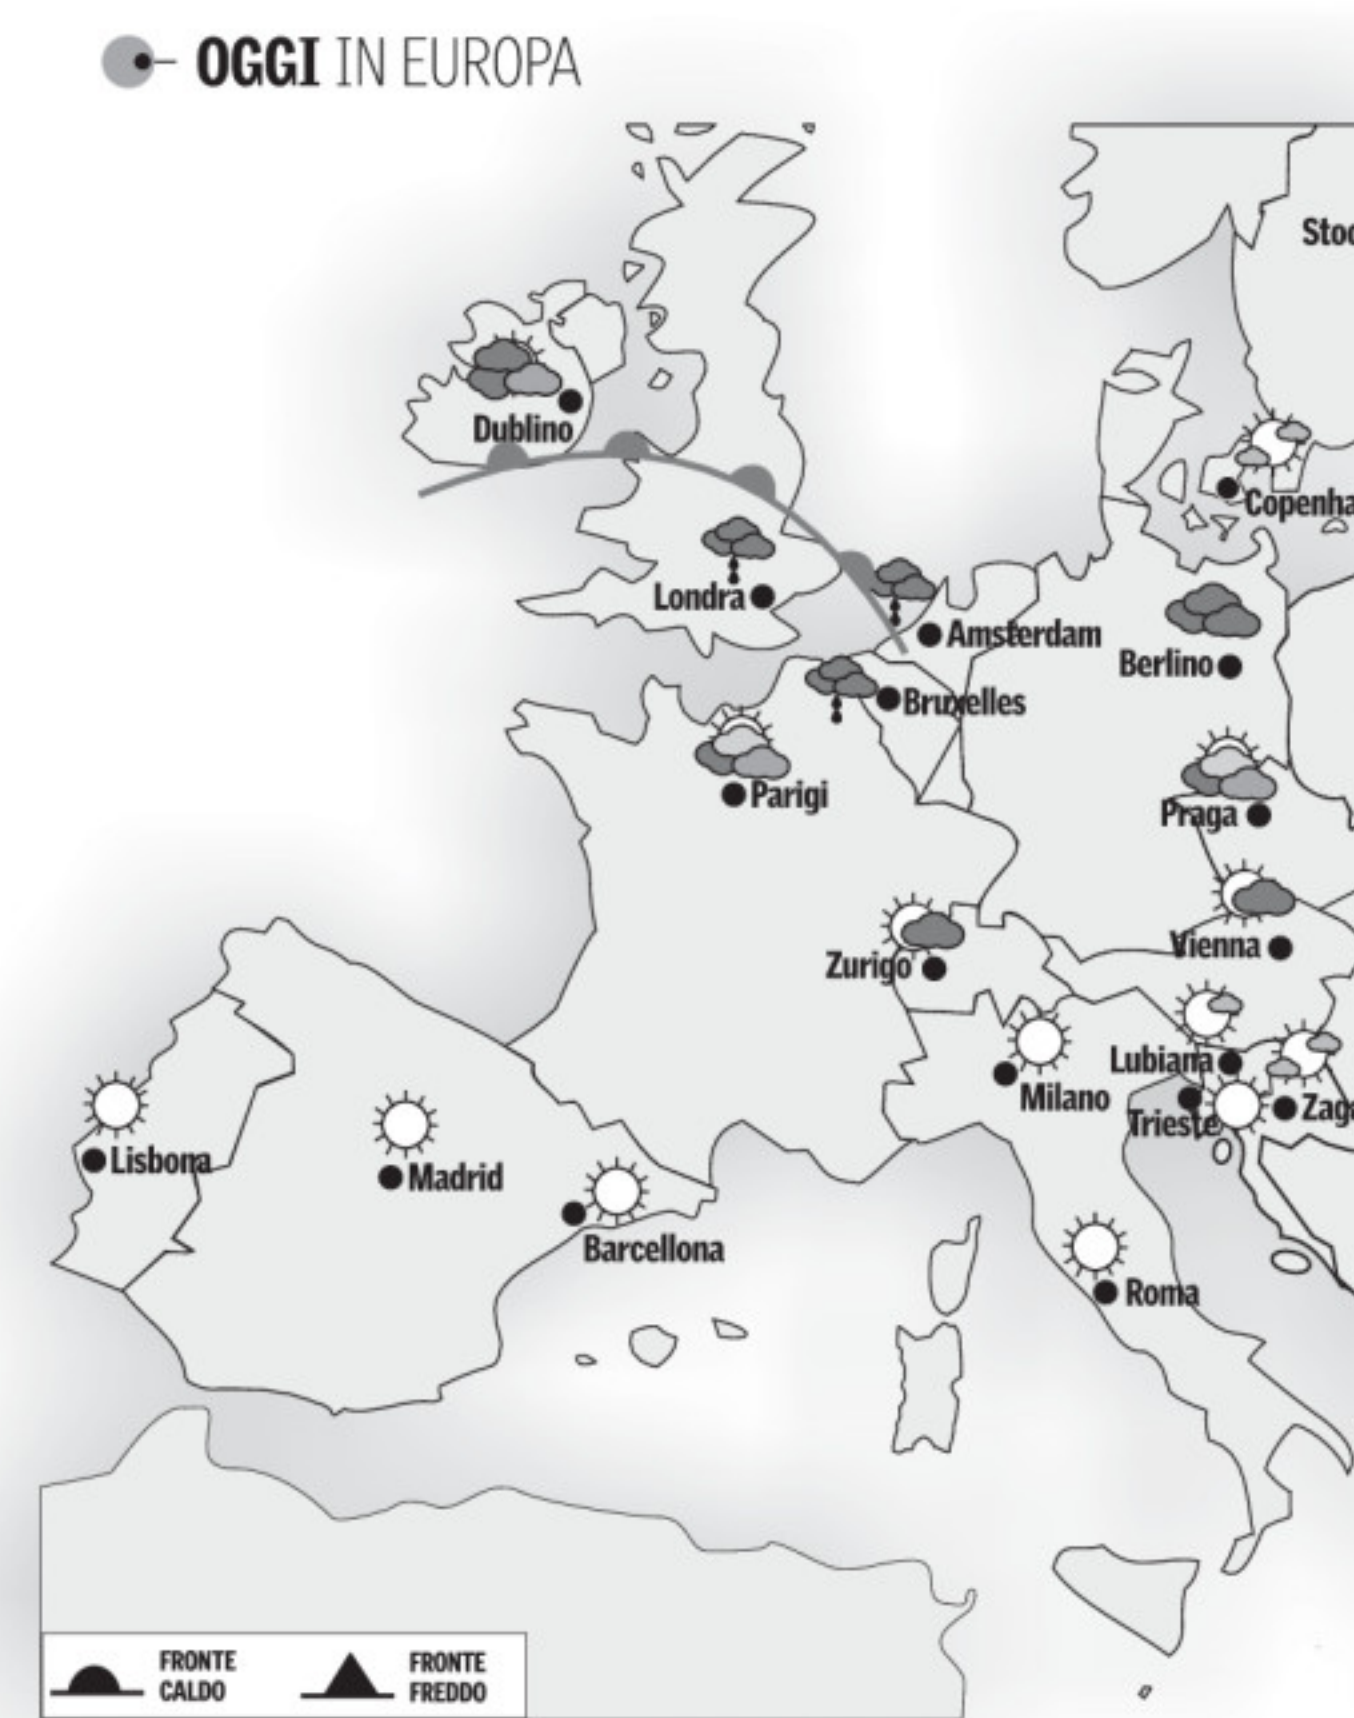 OGGI IN EUROPA
Stoc
Dublino
Copenha
Londra
Amsterdam
Berlino
Bruxelles
Parigi
Praga
Vienna
Zurigo
Lubiana
Milano
Zaga
Trieste
Lisbona
Madrid
Barcellona
Roma
FRONTE
CALDO
FRONTE
FREDDO